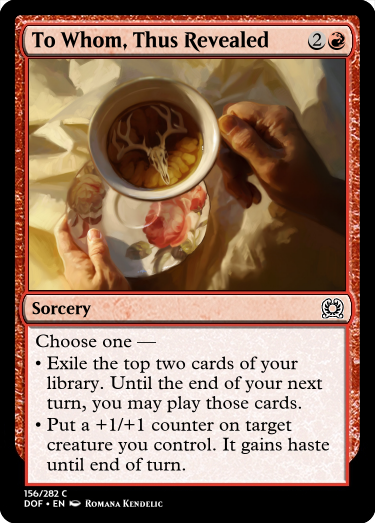 To Whom, Thus Revealed 2
Sorcery
Choose one —
• Exile the top two cards of your
library. Until the end of your next
turn, you may play those cards.
• Put a +1/+1 counter on target
creature you control. It gains haste
until end of turn.
156/282 C
DOF • EN Romana Kendelic